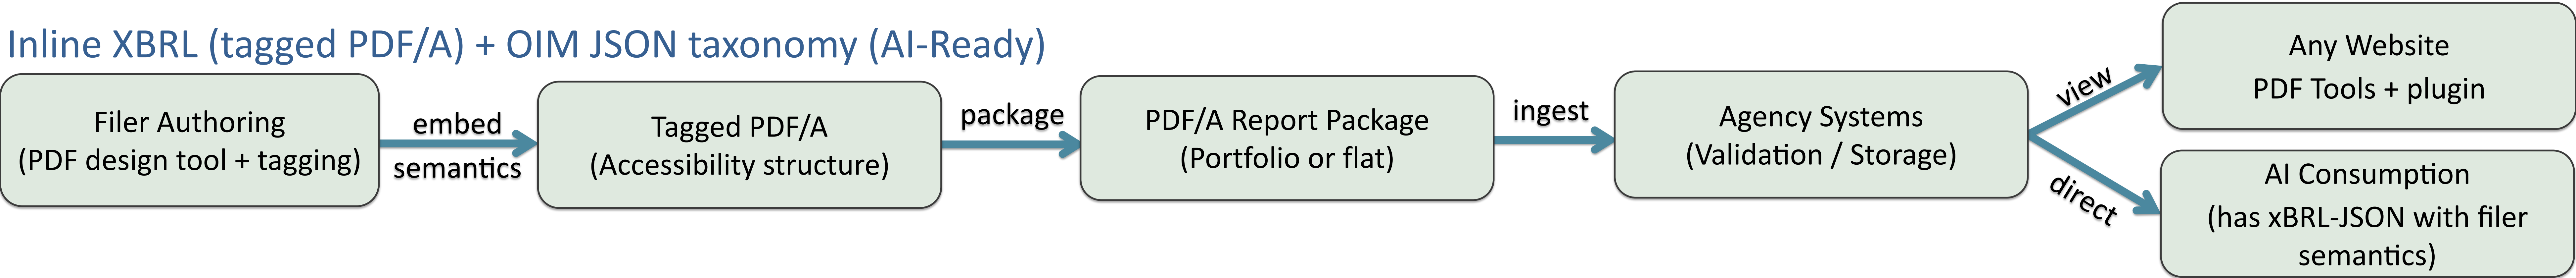 Inline XBRL (tagged PDF/A) + OIM JSON taxonomy (AI-Ready)
Filer Authoring
(PDF design tool + tagging)
embed
semantics
Tagged PDF/A
(Accessibility structure)
package
PDF/A Report Package
(Portfolio or flat)
ingest
Agency Systems
(Validation / Storage)
view
Any Website
PDF Tools + plugin
direct
AI Consumption
(has xBRL-JSON with filer
semantics)